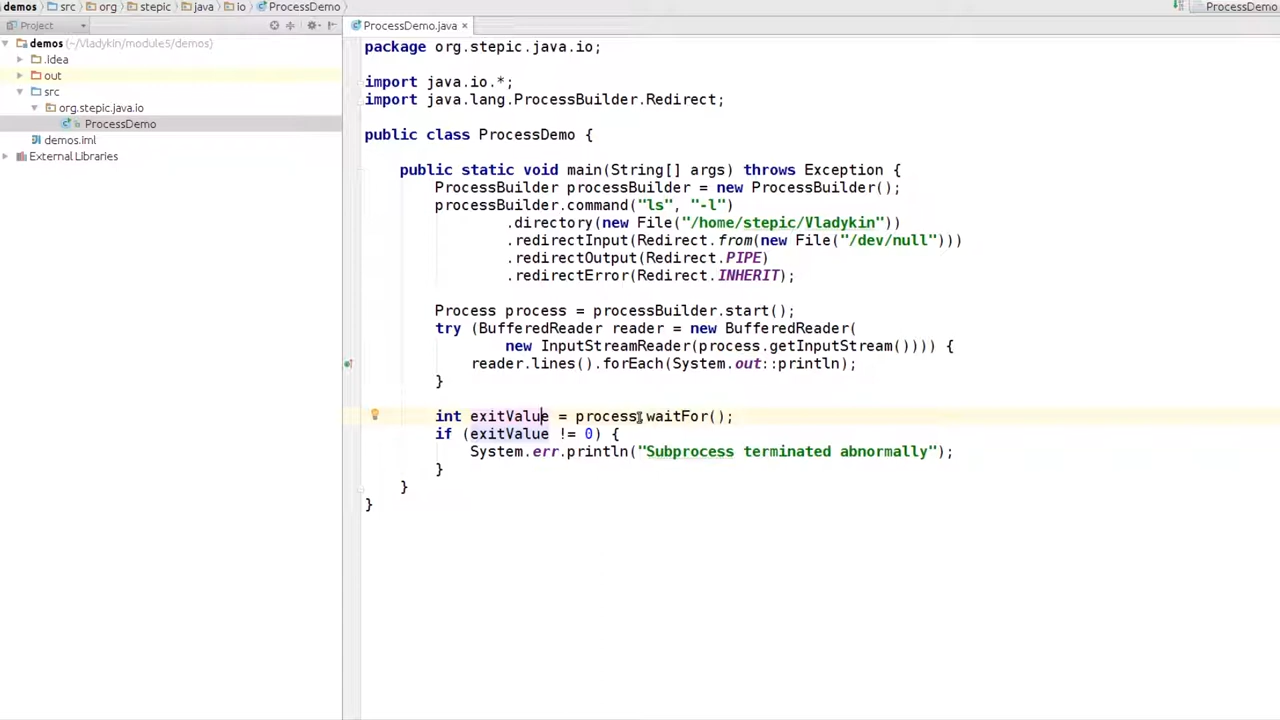 demos src org stepic java io ProcessDemo ProcessDemo
Project ProcessDemo.java
demos (~/Vladykin/module5/demos)
.idea
out
src
org.stepic.java.io
ProcessDemo
demos.iml
External Libraries
package org.stepic.java.io;
import java.io.*;
import java.lang.ProcessBuilder.Redirect;
public class ProcessDemo {
public static void main(String[] args) throws Exception {
ProcessBuilder processBuilder = new ProcessBuilder();
processBuilder.command("ls", "-l")
.directory(new File("/home/stepic/Vladykin"))
.redirectInput(Redirect.from(new File("/dev/null")))
.redirectOutput(Redirect.PIPE)
.redirectError(Redirect.INHERIT);
Process process = processBuilder.start();
try (BufferedReader reader = new BufferedReader(
new InputStreamReader(process.getInputStream()))) {
reader.lines().forEach(System.out::println);
}
int exitValue = process.waitFor();
if (exitValue != 0) {
System.err.println("Subprocess terminated abnormally");
}
}
}